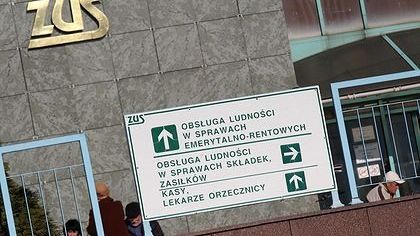 ZUS
ZUS
OBSŁUGA LUDNOŚCI
W SPRAWACH
EMERYTALNO-RENTOWYCH
OBSŁUGA LUDNOŚCI
W SPRAWACH SKŁADEK,
ZASIŁKÓW
KASY,
LEKARZE ORZECZNICY